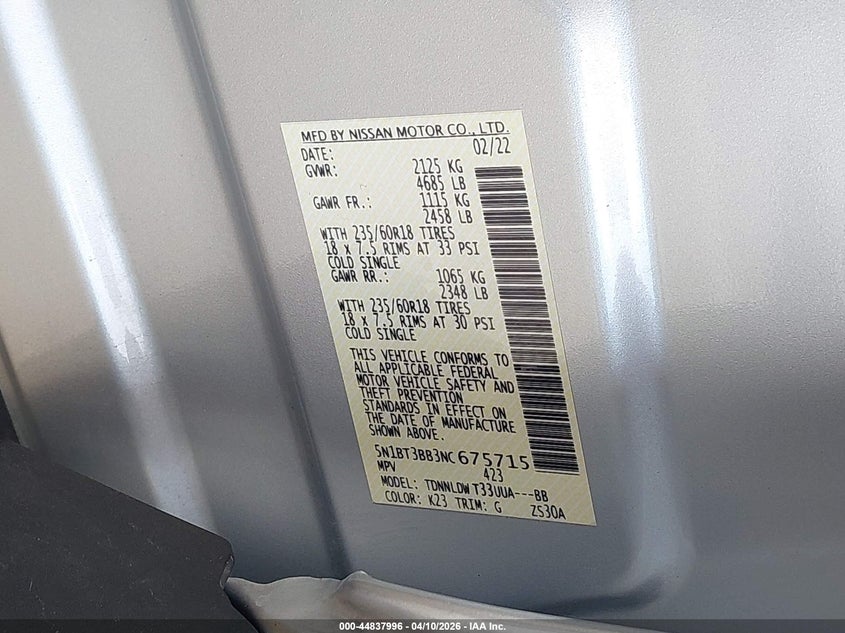 MFD BY NISSAN MOTOR CO., LTD.
DATE: 02/22
GVWR: 2125 KG
4685 LB
GAWR FR.: 1115 KG
2458 LB
WITH 235/60R18 TIRES
18 x 7.5 RIMS AT 33 PSI
COLD SINGLE
GAWR RR.: 1065 KG
2348 LB
WITH 235/60R18 TIRES
18 x 7.5 RIMS AT 30 PSI
COLD SINGLE
THIS VEHICLE CONFORMS TO
ALL APPLICABLE FEDERAL
MOTOR VEHICLE SAFETY AND
THEFT PREVENTION
STANDARDS IN EFFECT ON
THE DATE OF MANUFACTURE
SHOWN ABOVE.
5N1BT3BB3NC675715
MPV 423
MODEL: TDNNLDW T33UUA---BB
COLOR: K23 TRIM: G ZS30A
000-44837996 - 04/10/2026 - IAA Inc.